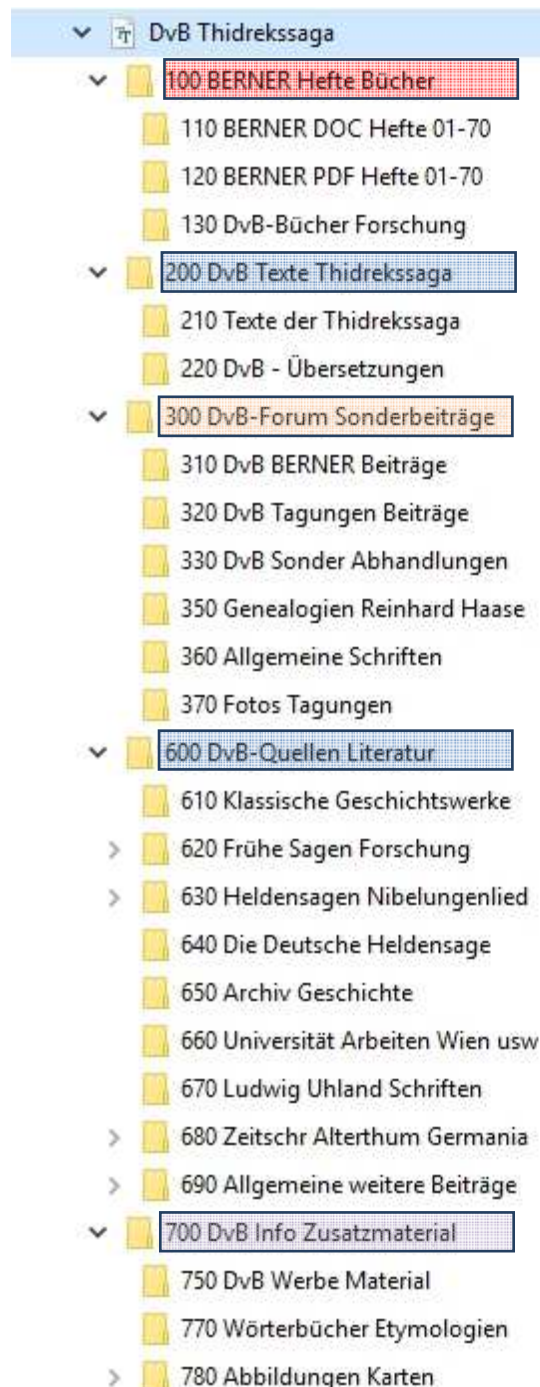 DvB Thidrekssaga
100 BERNER Hefte Bücher
110 BERNER DOC Hefte 01-70
120 BERNER PDF Hefte 01-70
130 DvB-Bücher Forschung
200 DvB Texte Thidrekssaga
210 Texte der Thidrekssaga
220 DvB - Übersetzungen
300 DvB-Forum Sonderbeiträge
310 DvB BERNER Beiträge
320 DvB Tagungen Beiträge
330 DvB Sonder Abhandlungen
350 Genealogien Reinhard Haase
360 Allgemeine Schriften
370 Fotos Tagungen
600 DvB-Quellen Literatur
610 Klassische Geschichtswerke
620 Frühe Sagen Forschung
630 Heldensagen Nibelungenlied
640 Die Deutsche Heldensage
650 Archiv Geschichte
660 Universität Arbeiten Wien usw
670 Ludwig Uhland Schriften
680 Zeitschr Alterthum Germania
690 Allgemeine weitere Beiträge
700 DvB Info Zusatzmaterial
750 DvB Werbe Material
770 Wörterbücher Etymologien
780 Abbildungen Karten